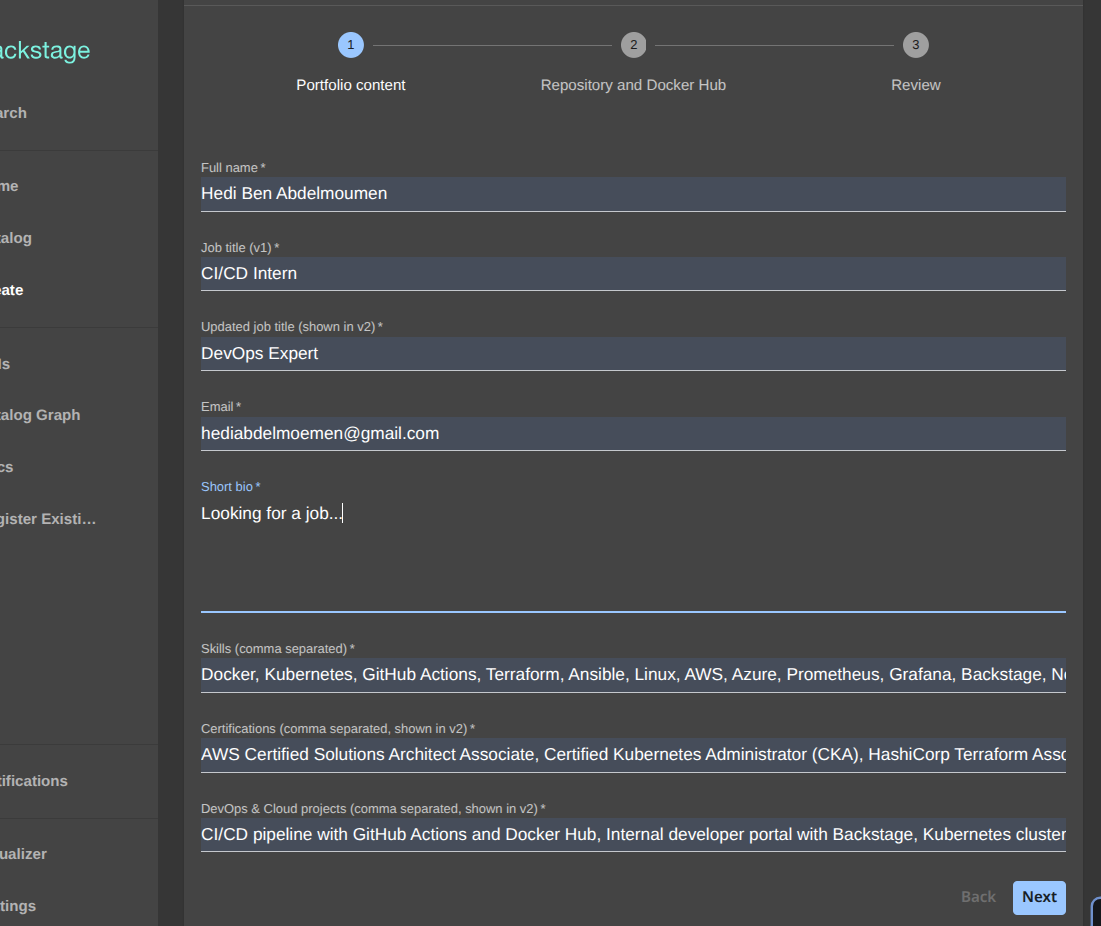 ackstage
arch
me
alog
eate
ls
alog Graph
cs
gister Existi…
tifications
ualizer
tings
1
2
3
Portfolio content
Repository and Docker Hub
Review
Full name *
Hedi Ben Abdelmoumen
Job title (v1) *
CI/CD Intern
Updated job title (shown in v2) *
DevOps Expert
Email *
hediabdelmoemen@gmail.com
Short bio *
Looking for a job...
Skills (comma separated) *
Docker, Kubernetes, GitHub Actions, Terraform, Ansible, Linux, AWS, Azure, Prometheus, Grafana, Backstage, N
Certifications (comma separated, shown in v2) *
AWS Certified Solutions Architect Associate, Certified Kubernetes Administrator (CKA), HashiCorp Terraform Asso
DevOps & Cloud projects (comma separated, shown in v2) *
CI/CD pipeline with GitHub Actions and Docker Hub, Internal developer portal with Backstage, Kubernetes cluster
Back
Next